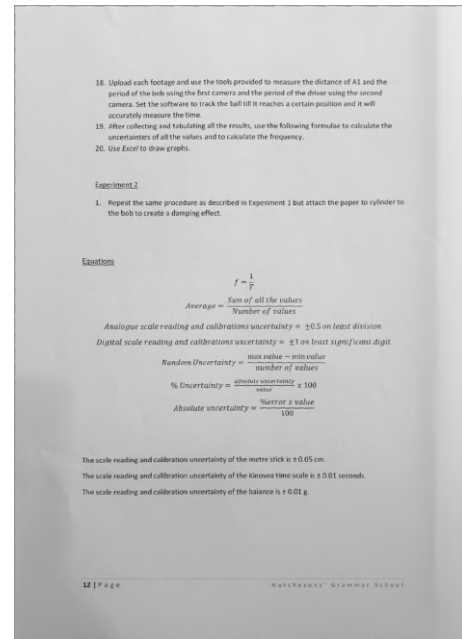 18. Upload each footage and use the tools provided to measure the distance of A1 and the
period of the bob using the first camera and the period of the driver using the second
camera. Set the software to track the ball till it reaches a certain position and it will
accurately measure the time.
19. After collecting and tabulating all the results, use the following formulae to calculate the
uncertainties of all the values and to calculate the frequency.
20. Use Excel to draw graphs.
Experiment 2
1. Repeat the same procedure as described in Experiment 1 but attach the paper to cylinder to
the bob to create a damping effect.
Equations
f = 1/T
Average = Sum of all the values / Number of values
Analogue scale reading and calibrations uncertainty = ±0.5 on least division
Digital scale reading and calibrations uncertainty = ±1 on least significant digit
Random Uncertainty = max value − min value / number of values
% Uncertainty = absolute uncertainty / value x 100
Absolute uncertainty = %error x value / 100
The scale reading and calibration uncertainty of the metre stick is ± 0.05 cm.
The scale reading and calibration uncertainty of the Kinovea time scale is ± 0.01 seconds.
The scale reading and calibration uncertainty of the balance is ± 0.01 g.
12 | Page
Hutchesons' Grammar School